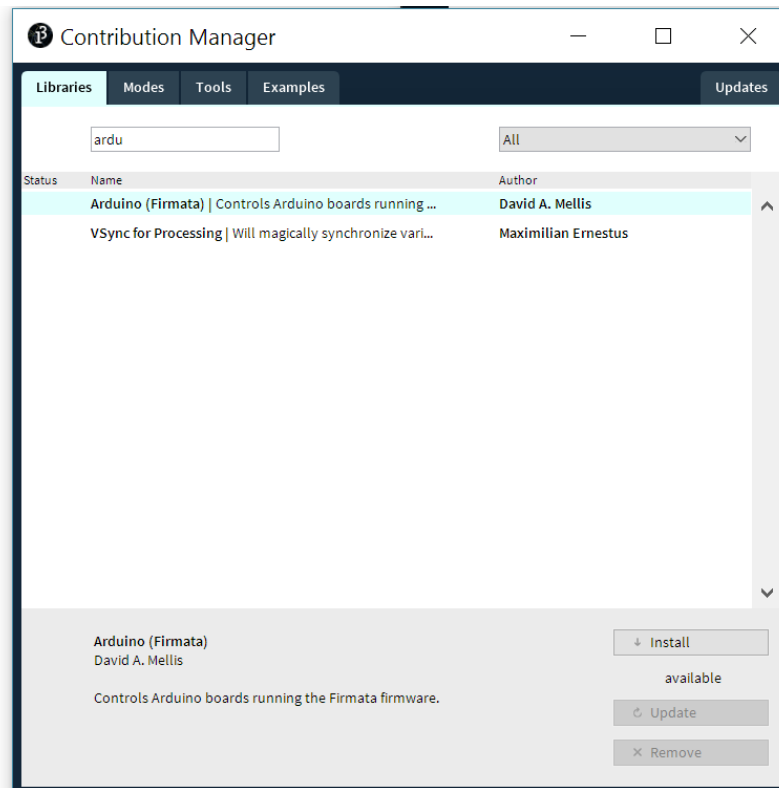 Contribution Manager
Libraries Modes Tools Examples Updates
ardu All
Status Name Author
Arduino (Firmata) | Controls Arduino boards running ... David A. Mellis
VSync for Processing | Will magically synchronize vari... Maximilian Ernestus
Arduino (Firmata)
David A. Mellis
Controls Arduino boards running the Firmata firmware.
Install
available
Update
Remove